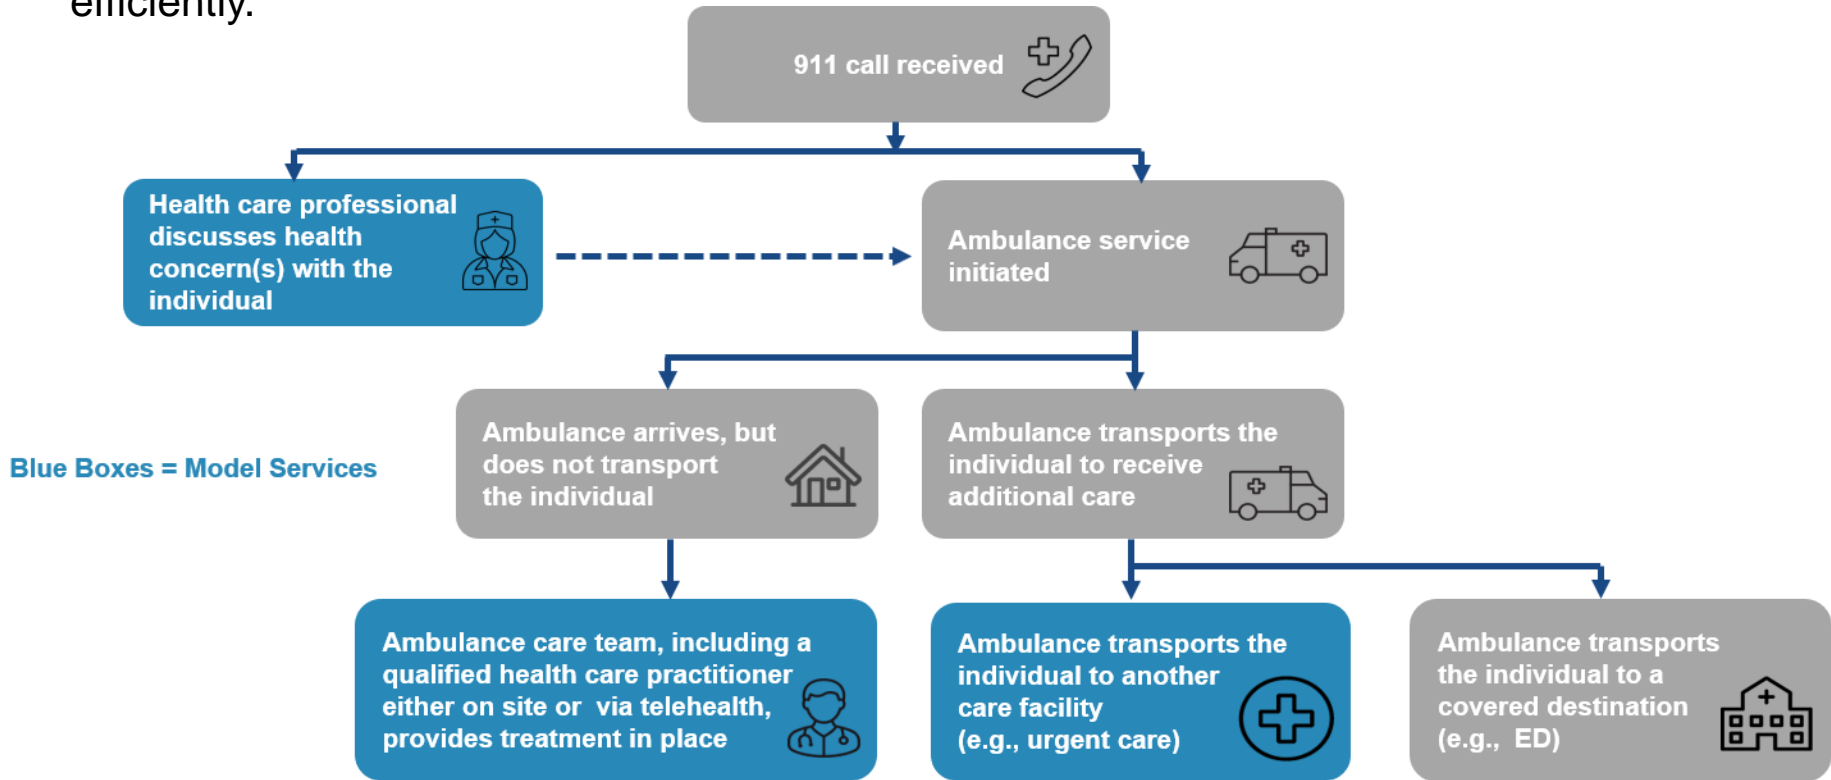 efficiently.
911 call received
Health care professional
discusses health
concern(s) with the
individual
Ambulance service
initiated
Ambulance arrives, but
does not transport
the individual
Ambulance transports the
individual to receive
additional care
Blue Boxes = Model Services
Ambulance care team, including a
qualified health care practitioner
either on site or via telehealth,
provides treatment in place
Ambulance transports the
individual to another
care facility
(e.g., urgent care)
Ambulance transports
the individual to a
covered destination
(e.g., ED)